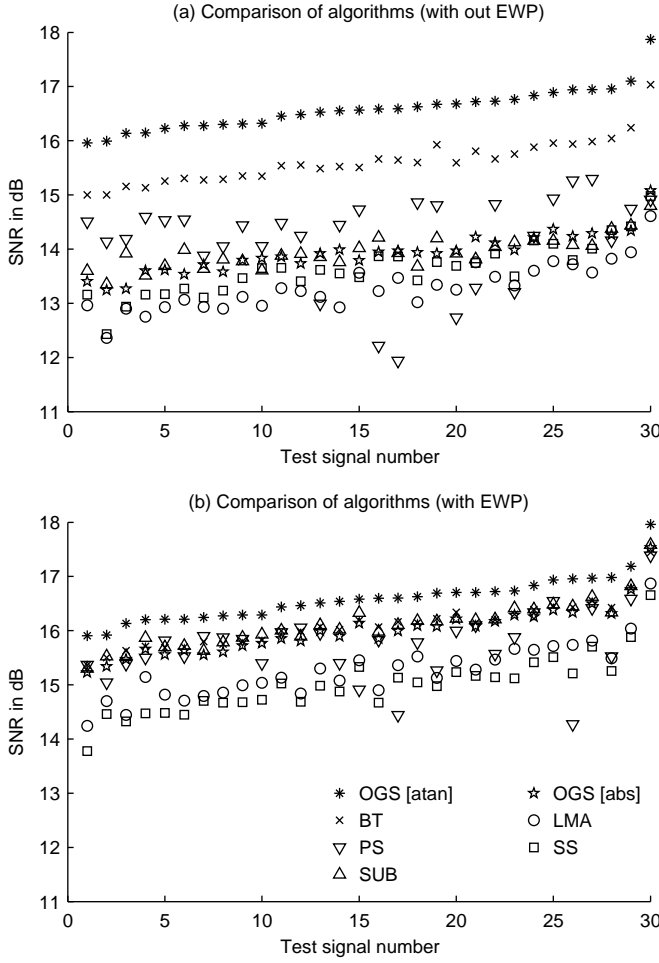 (a) Comparison of algorithms (with out EWP)
18
17
16
15
14
13
12
11
SNR in dB
0 5 10 15 20 25 30
Test signal number
(b) Comparison of algorithms (with EWP)
18
17
16
15
14
13
12
11
SNR in dB
OGS [atan] OGS [abs]
BT LMA
PS SS
SUB
0 5 10 15 20 25 30
Test signal number